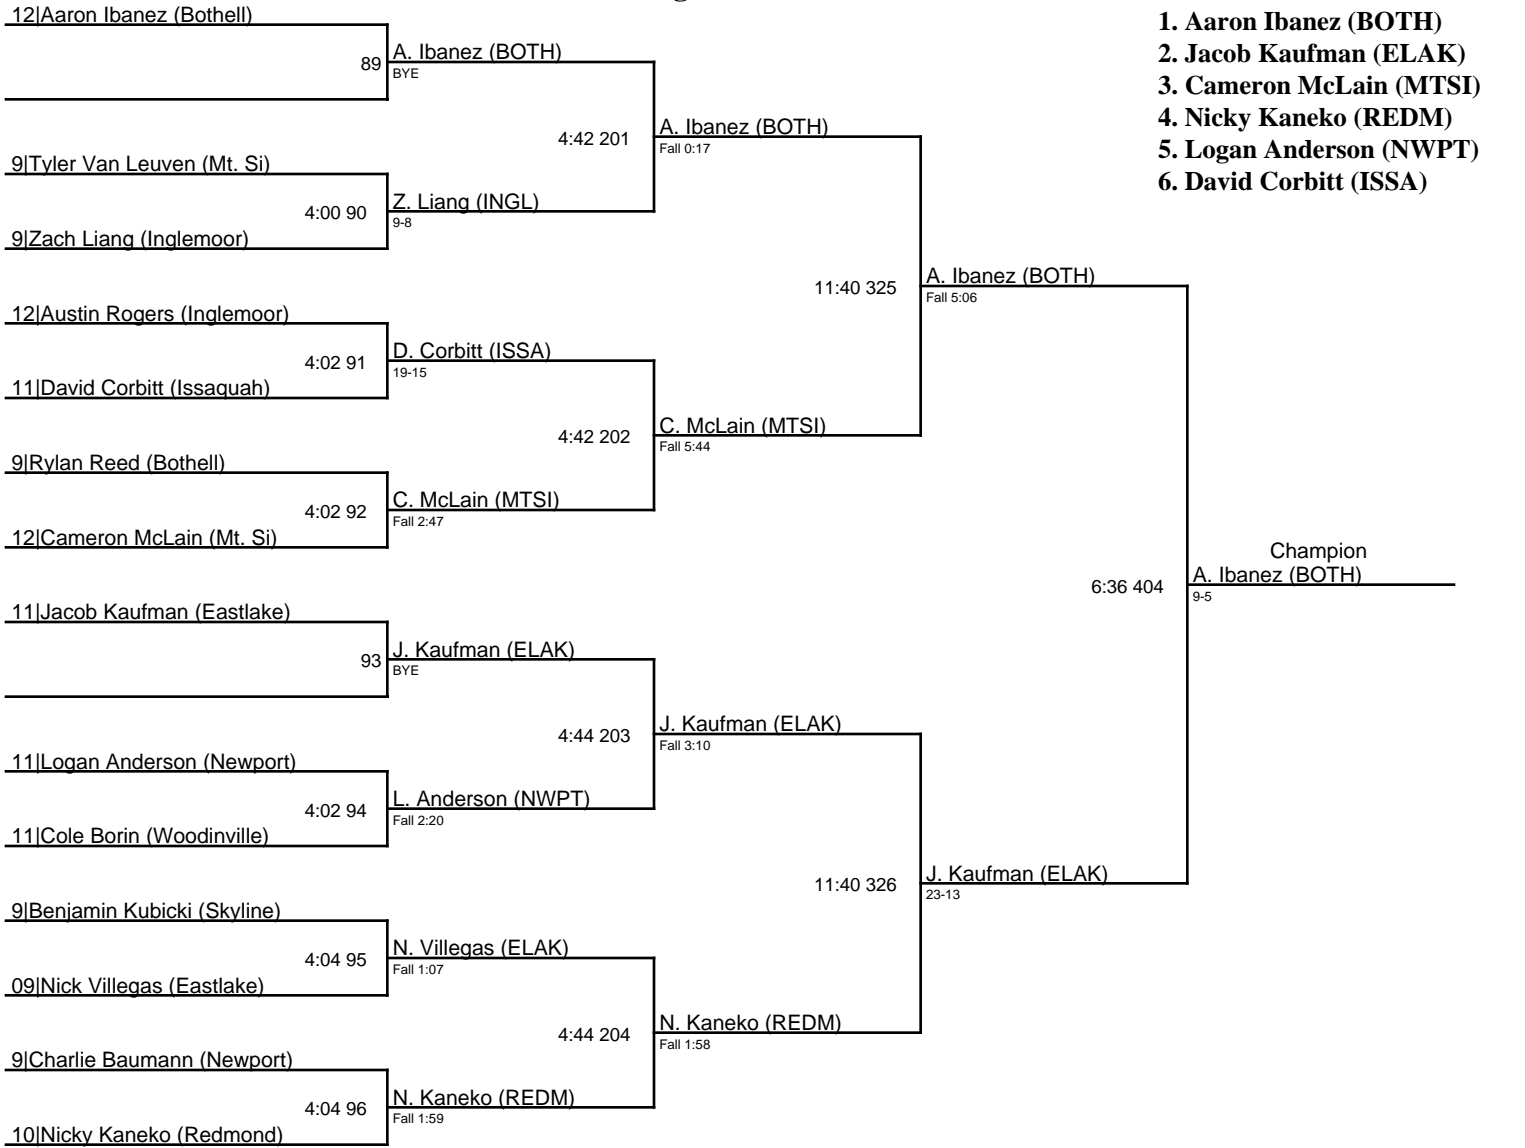 12|Aaron Ibanez (Bothell)
89
A. Ibanez (BOTH)
BYE
9|Tyler Van Leuven (Mt. Si)
4:00 90
9|Zach Liang (Inglemoor)
Z. Liang (INGL)
9-8
4:42 201
A. Ibanez (BOTH)
Fall 0:17
12|Austin Rogers (Inglemoor)
4:02 91
11|David Corbitt (Issaquah)
D. Corbitt (ISSA)
19-15
9|Rylan Reed (Bothell)
4:02 92
12|Cameron McLain (Mt. Si)
C. McLain (MTSI)
Fall 2:47
4:42 202
C. McLain (MTSI)
Fall 5:44
11:40 325
A. Ibanez (BOTH)
Fall 5:06
11|Jacob Kaufman (Eastlake)
93
J. Kaufman (ELAK)
BYE
11|Logan Anderson (Newport)
4:02 94
11|Cole Borin (Woodinville)
L. Anderson (NWPT)
Fall 2:20
4:44 203
J. Kaufman (ELAK)
Fall 3:10
9|Benjamin Kubicki (Skyline)
4:04 95
09|Nick Villegas (Eastlake)
N. Villegas (ELAK)
Fall 1:07
9|Charlie Baumann (Newport)
4:04 96
10|Nicky Kaneko (Redmond)
N. Kaneko (REDM)
Fall 1:59
4:44 204
N. Kaneko (REDM)
Fall 1:58
11:40 326
J. Kaufman (ELAK)
23-13
6:36 404
Champion
A. Ibanez (BOTH)
9-5
1. Aaron Ibanez (BOTH)
2. Jacob Kaufman (ELAK)
3. Cameron McLain (MTSI)
4. Nicky Kaneko (REDM)
5. Logan Anderson (NWPT)
6. David Corbitt (ISSA)